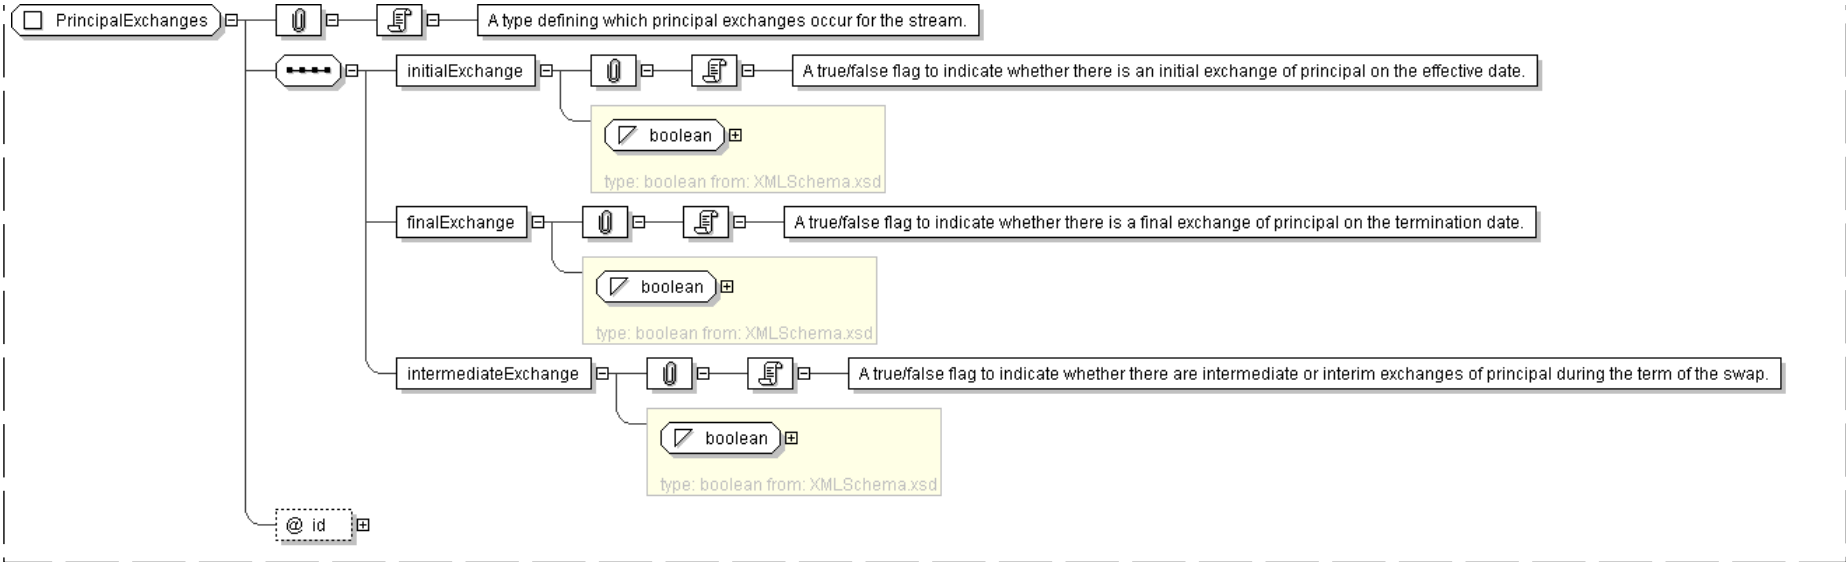 PrincipalExchanges
A type defining which principal exchanges occur for the stream.
initialExchange
A true/false flag to indicate whether there is an initial exchange of principal on the effective date.
boolean
type: boolean from: XMLSchema.xsd
finalExchange
A true/false flag to indicate whether there is a final exchange of principal on the termination date.
boolean
type: boolean from: XMLSchema.xsd
intermediateExchange
A true/false flag to indicate whether there are intermediate or interim exchanges of principal during the term of the swap.
boolean
type: boolean from: XMLSchema.xsd
@ id